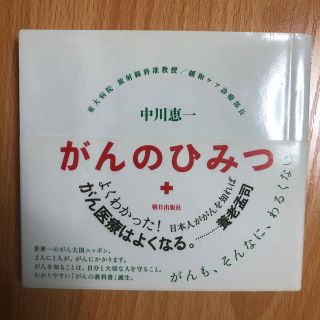 東大病院 放射線科准教授／緩和ケア診療部長
中川恵一
がんのひみつ
+
がんも、そんなに、わるくない
よくわかった!
日本人ががんを知れば
がん医療はよくなる。………養老孟司
朝日出版社
世界一のがん大国ニッポン、
2人に1人が、がんにかかります。
がんを知ることは、自分と大切な人を守ること。
わかりやすい「がんの教科書」誕生。